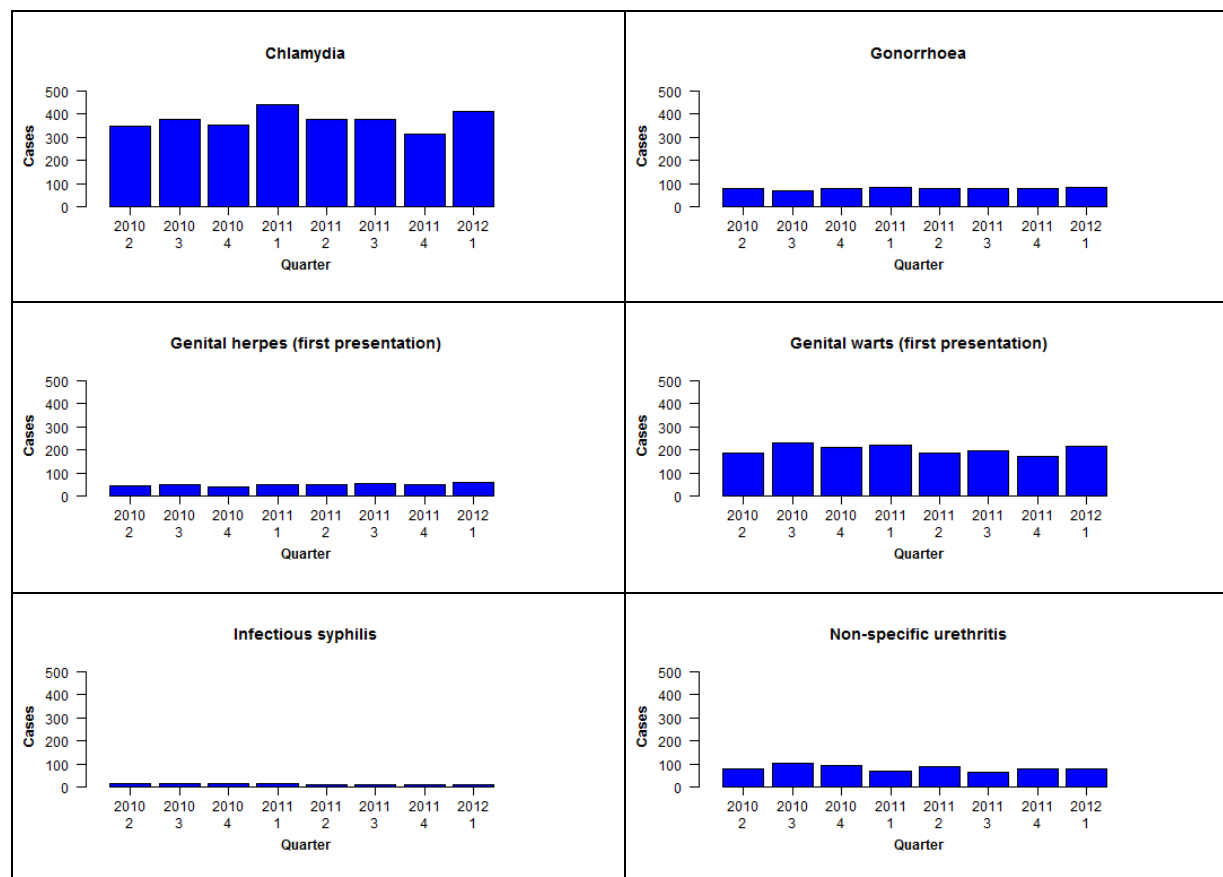 Chlamydia
Cases
500
400
300
200
100
0
2010 2010 2010 2011 2011 2011 2011 2012
2 3 4 1 2 3 4 1
Quarter
Gonorrhoea
Cases
500
400
300
200
100
0
2010 2010 2010 2011 2011 2011 2011 2012
2 3 4 1 2 3 4 1
Quarter
Genital herpes (first presentation)
Cases
500
400
300
200
100
0
2010 2010 2010 2011 2011 2011 2011 2012
2 3 4 1 2 3 4 1
Quarter
Genital warts (first presentation)
Cases
500
400
300
200
100
0
2010 2010 2010 2011 2011 2011 2011 2012
2 3 4 1 2 3 4 1
Quarter
Infectious syphilis
Cases
500
400
300
200
100
0
2010 2010 2010 2011 2011 2011 2011 2012
2 3 4 1 2 3 4 1
Quarter
Non-specific urethritis
Cases
500
400
300
200
100
0
2010 2010 2010 2011 2011 2011 2011 2012
2 3 4 1 2 3 4 1
Quarter